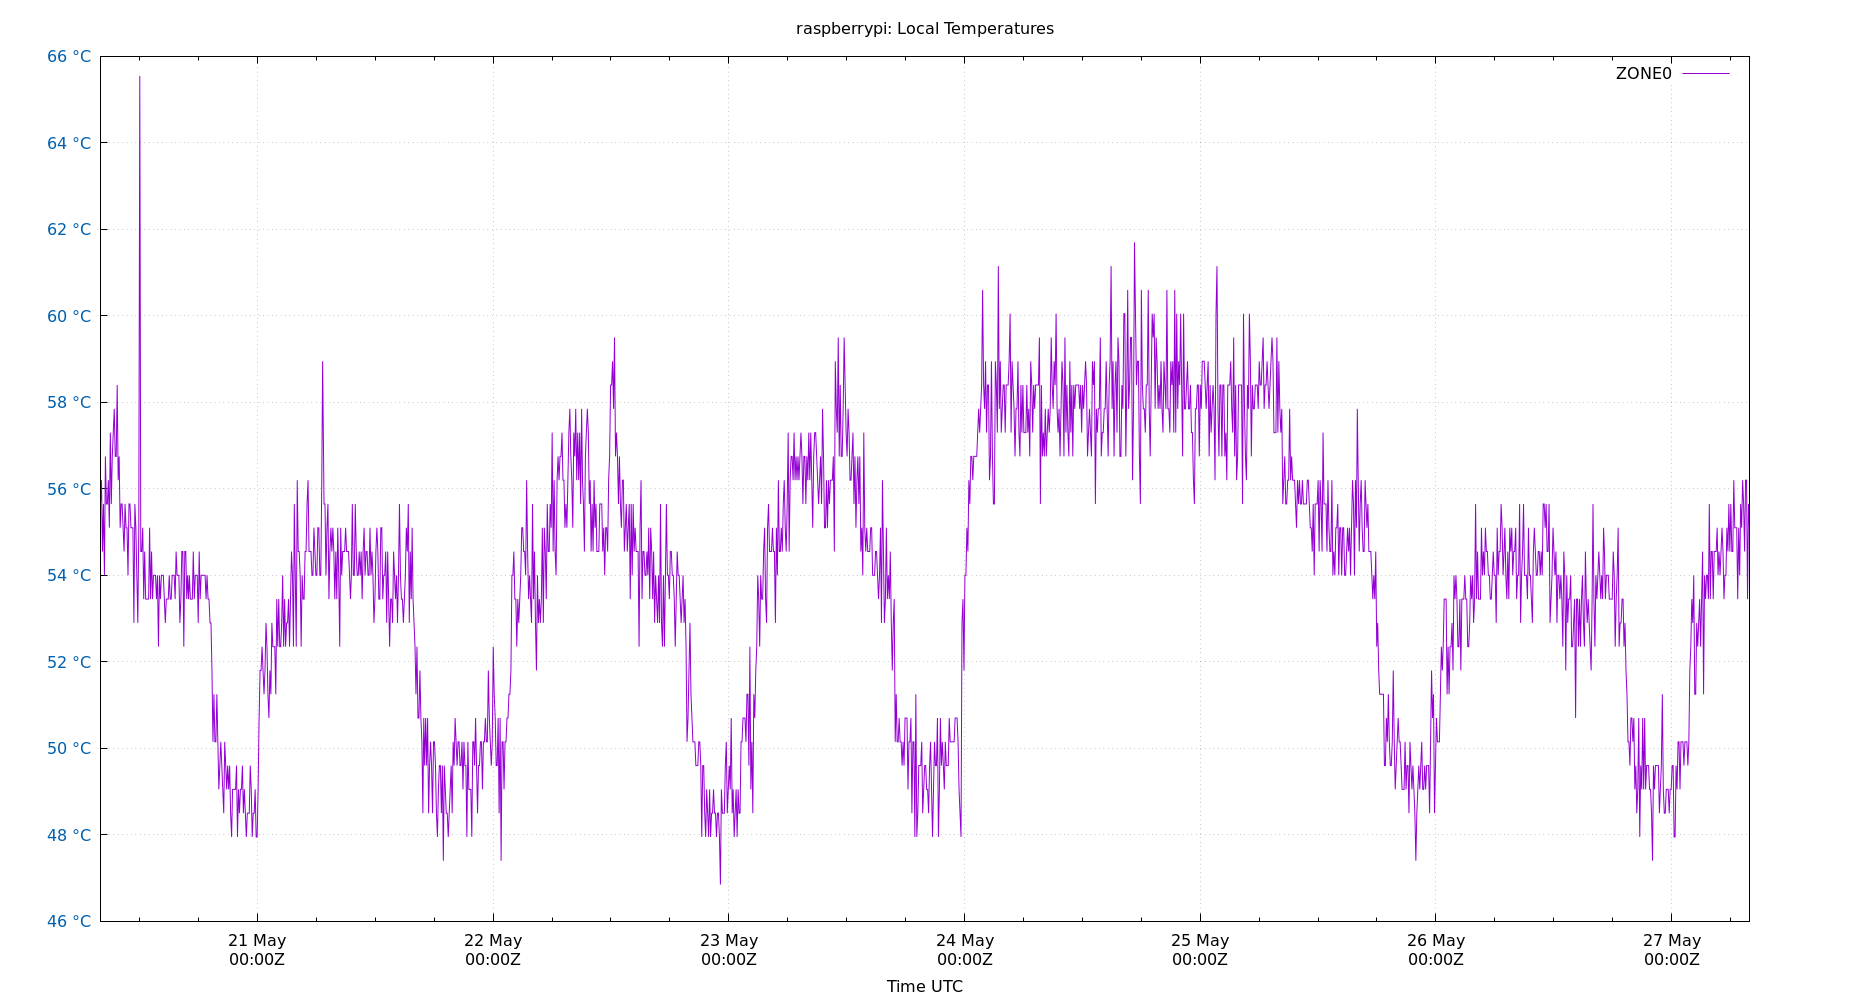 raspberrypi: Local Temperatures
66 °C
ZONE0
64 °C
62 °C
60 °C
58 °C
56 °C
54 °C
52 °C
50 °C
48 °C
46 °C
21 May 22 May 23 May 24 May 25 May 26 May 27 May
00:00Z 00:00Z 00:00Z 00:00Z 00:00Z 00:00Z 00:00Z
Time UTC